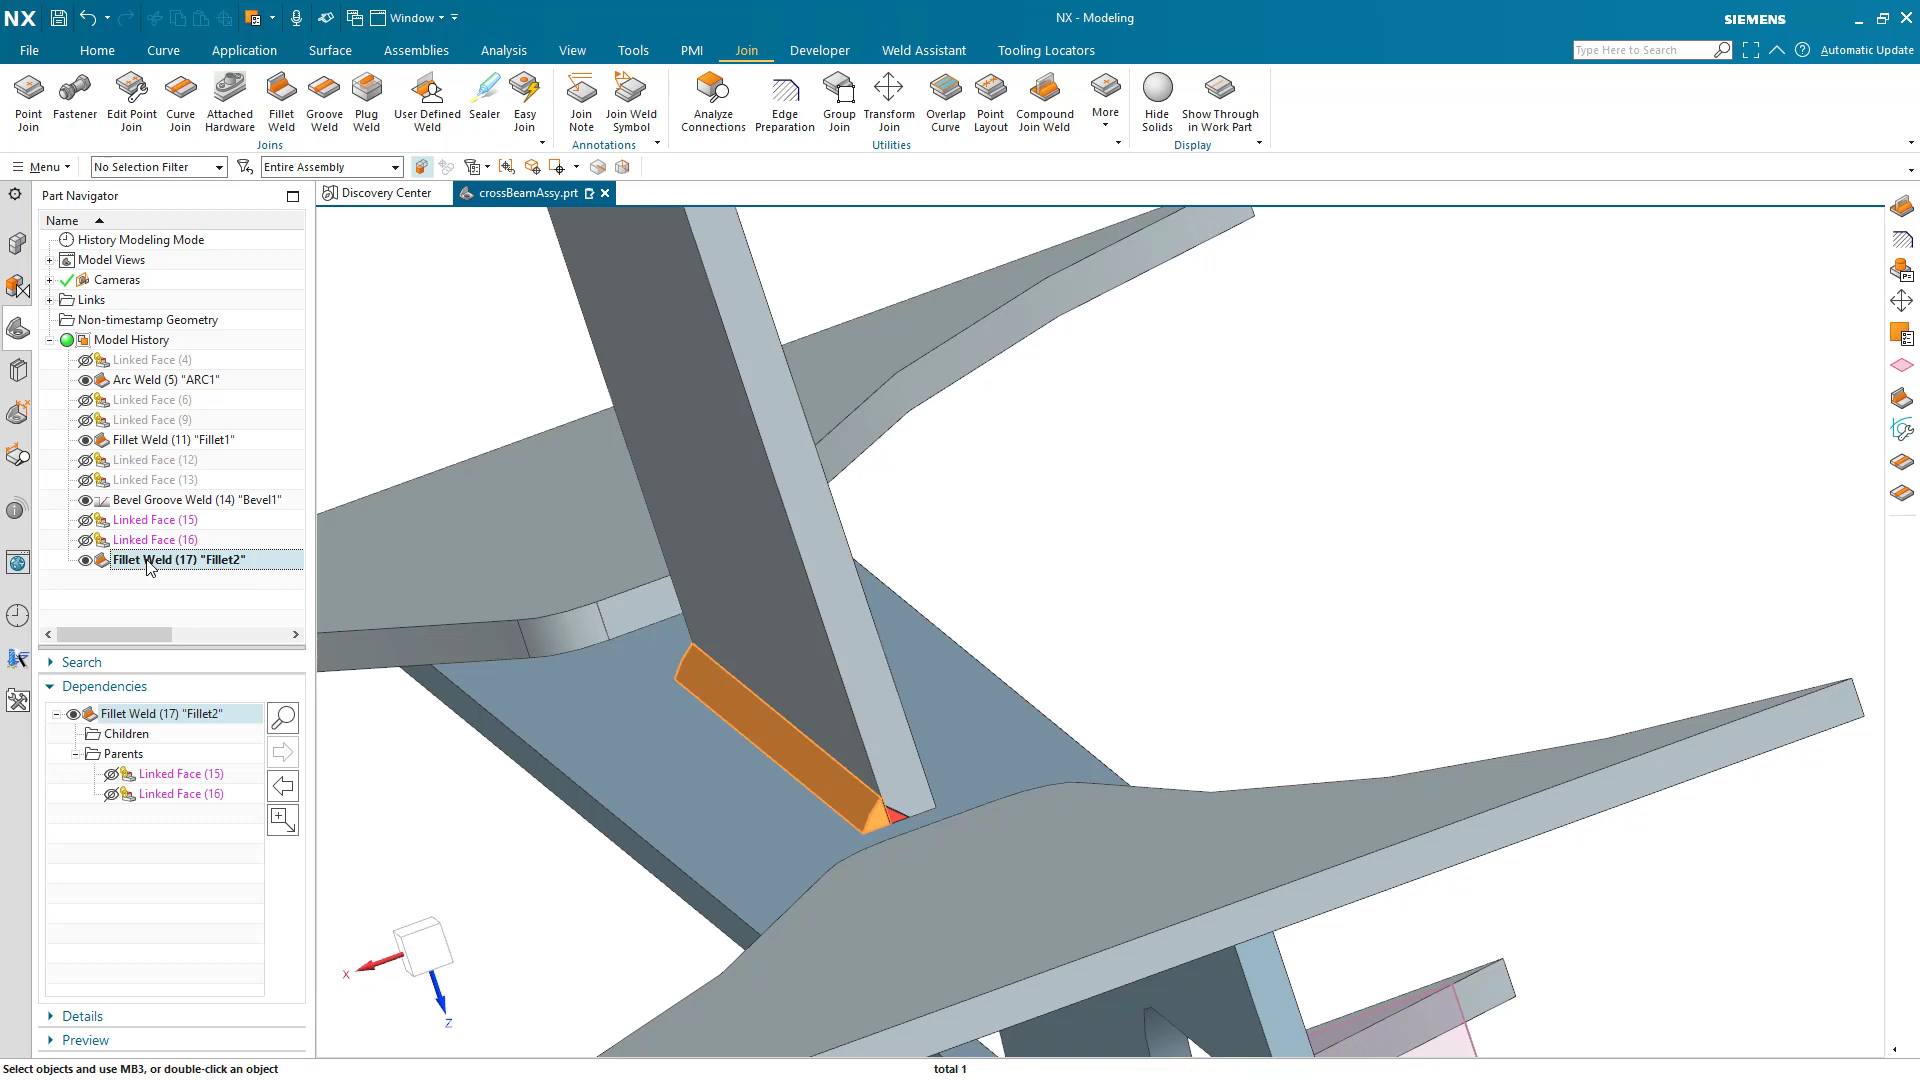 NX
Window
NX - Modeling
SIEMENS
File
Home
Curve
Application
Surface
Assemblies
Analysis
View
Tools
PMI
Join
Developer
Weld Assistant
Tooling Locators
Type Here to Search
Automatic Update
Point Join
Fastener
Edit Point Join
Curve Join
Attached Hardware
Fillet Weld
Groove Weld
Plug Weld
User Defined Weld
Sealer
Easy Join
Join Note
Join Weld Symbol
Analyze Connections
Edge Preparation
Group Join
Transform Join
Overlap Curve
Point Layout
Compound Join Weld
More
Hide Solids
Show Through in Work Part
Joins
Annotations
Utilities
Display
Menu
No Selection Filter
Entire Assembly
Part Navigator
Discovery Center
crossBeamAssy.prt
Name
History Modeling Mode
Model Views
Cameras
Links
Non-timestamp Geometry
Model History
Linked Face (4)
Arc Weld (5) "ARC1"
Linked Face (6)
Linked Face (9)
Fillet Weld (11) "Fillet1"
Linked Face (12)
Linked Face (13)
Bevel Groove Weld (14) "Bevel1"
Linked Face (15)
Linked Face (16)
Fillet Weld (17) "Fillet2"
Search
Dependencies
Fillet Weld (17) "Fillet2"
Children
Parents
Linked Face (15)
Linked Face (16)
Details
Preview
X
Z
Select objects and use MB3, or double-click an object
total 1